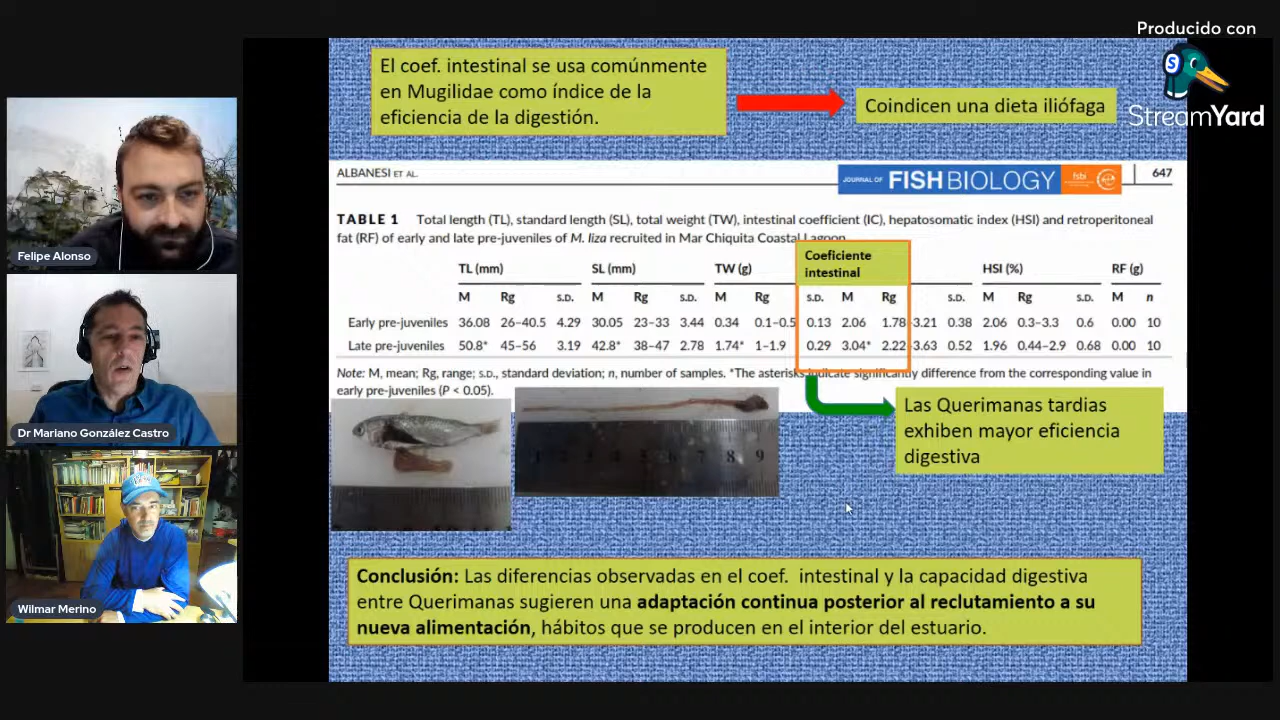 Producido con
StreamYard
Felipe Alonso
Dr Mariano González Castro
Wilmar Merino
El coef. intestinal se usa comúnmente
en Mugilidae como índice de la
eficiencia de la digestión.
Coindicen una dieta iliófaga
ALBANESI ET AL.
JOURNAL OF FISH BIOLOGY fsbi
647
TABLE 1 Total length (TL), standard length (SL), total weight (TW), intestinal coefficient (IC), hepatosomatic index (HSI) and retroperitoneal
fat (RF) of early and late pre-juveniles of M. liza recruited in Mar Chiquita Coastal Lagoon
Coeficiente
intestinal
TL (mm) SL (mm) TW (g) HSI (%) RF (g)
M Rg S.D. M Rg S.D. M Rg S.D. M Rg S.D. M Rg S.D. M n
Early pre-juveniles 36.08 26–40.5 4.29 30.05 23–33 3.44 0.34 0.1–0.5 0.13 2.06 1.78–3.21 0.38 2.06 0.3–3.3 0.6 0.00 10
Late pre-juveniles 50.8* 45–56 3.19 42.8* 38–47 2.78 1.74* 1–1.9 0.29 3.04* 2.22–3.63 0.52 1.96 0.44–2.9 0.68 0.00 10
Note: M, mean; Rg, range; S.D., standard deviation; n, number of samples. *The asterisks indicate significantly difference from the corresponding value in
early pre-juveniles (P < 0.05).
1 2 3 4 5 6 7 8 9
Las Querimanas tardias
exhiben mayor eficiencia
digestiva
Conclusión: Las diferencias observadas en el coef. intestinal y la capacidad digestiva
entre Querimanas sugieren una adaptación continua posterior al reclutamiento a su
nueva alimentación, hábitos que se producen en el interior del estuario.